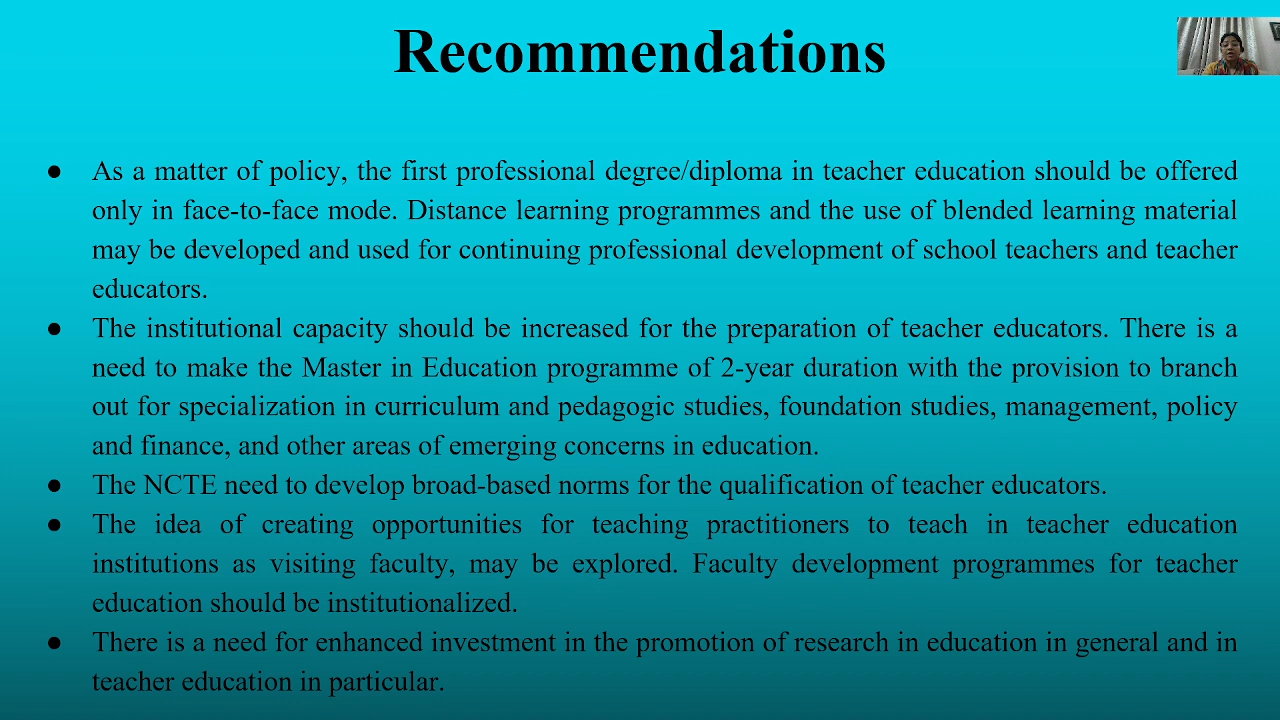 Recommendations
● As a matter of policy, the first professional degree/diploma in teacher education should be offered
only in face-to-face mode. Distance learning programmes and the use of blended learning material
may be developed and used for continuing professional development of school teachers and teacher
educators.
● The institutional capacity should be increased for the preparation of teacher educators. There is a
need to make the Master in Education programme of 2-year duration with the provision to branch
out for specialization in curriculum and pedagogic studies, foundation studies, management, policy
and finance, and other areas of emerging concerns in education.
● The NCTE need to develop broad-based norms for the qualification of teacher educators.
● The idea of creating opportunities for teaching practitioners to teach in teacher education
institutions as visiting faculty, may be explored. Faculty development programmes for teacher
education should be institutionalized.
● There is a need for enhanced investment in the promotion of research in education in general and in
teacher education in particular.